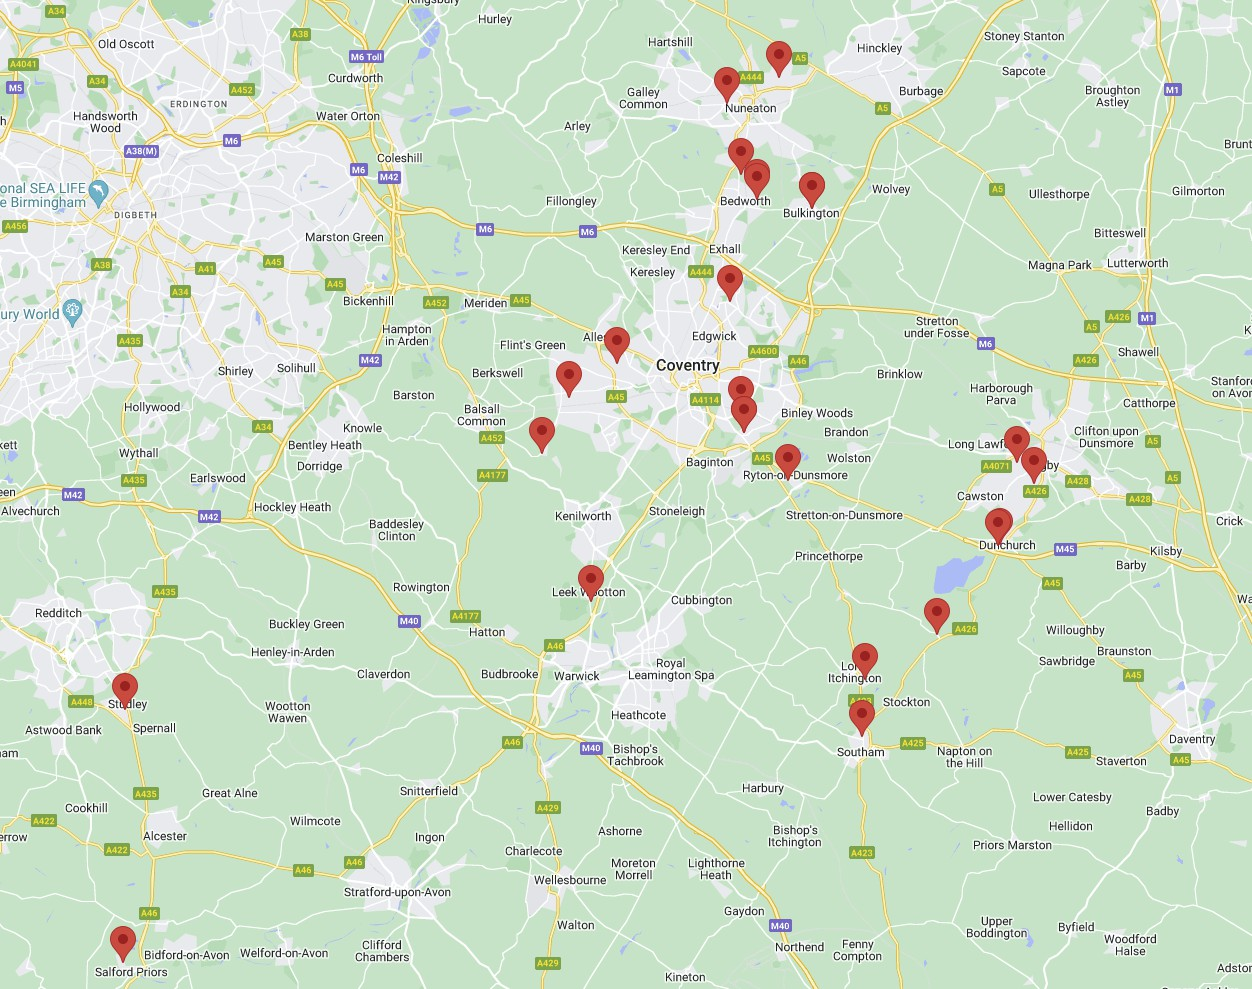 Kingsbury
A34
Hurley
Old Oscott
A38
Hartshill
Stoney Stanton
Hinckley
A4041
M6 Toll
A5
Sapcote
A34
Curdworth
A444
M5
A452
Galley
Common
Burbage
Broughton
Astley
M1
ERDINGTON
Nuneaton
A5
Handsworth
Wood
Water Orton
Arley
M6
A38(M)
Coleshill
Brunt
M6
M42
onal SEA LIFE
e Birmingham
A5
Wolvey
Ullesthorpe
Gilmorton
DIGBETH
Fillongley
Bedworth
Bulkington
A456
M6
M6
Bitteswell
Marston Green
Keresley End
Exhall
A38
A41
A45
Keresley
A444
Magna Park
Lutterworth
A34
A45
Bickenhill
A452
Meriden
A45
ury World
A426
M1
Hampton
in Arden
Stretton
under Fosse
A5
A435
Flint's Green
Alle
Edgwick
M6
A4600
Shawell
M42
A46
A426
Shirley
Solihull
Berkswell
Coventry
Brinklow
Stanford
on Avon
Barston
A45
A4114
Harborough
Parva
Catthorpe
Hollywood
Balsall
Common
Binley Woods
Knowle
A34
Brandon
Clifton upon
Dunsmore
A452
Bentley Heath
Long Lawf
A5
Wythall
Baginton
A45
Wolston
A4071
gby
Dorridge
A4177
Ryton-on-Dunsmore
A435
Earlswood
A426
A428
A5
M42
Cawston
A428
Hockley Heath
Alvechurch
M42
Kenilworth
Stoneleigh
Stretton-on-Dunsmore
Crick
Baddesley
Clinton
Dunchurch
M45
Kilsby
Princethorpe
Barby
A435
Rowington
A45
Leek Wootton
Cubbington
Redditch
A4177
Buckley Green
M40
Hatton
A426
Willoughby
Henley-in-Arden
A46
Braunston
Sawbridge
Claverdon
Budbrooke
Warwick
Royal
Leamington Spa
Lon
Itchington
A45
A448
Studley
Stockton
Wootton
Wawen
Heathcote
Astwood Bank
Spernall
Daventry
A46
M40
Bishop's
Tachbrook
Southam
A425
Napton on
the Hill
A425
Staverton
A45
Harbury
Snitterfield
A435
Great Alne
Lower Catesby
Cookhill
A429
Badby
A422
Wilmcote
Hellidon
Alcester
Ingon
Ashorne
Bishop's
Itchington
Priors Marston
A422
Charlecote
A423
A46
A46
Moreton
Morrell
Lighthorne
Heath
Wellesbourne
Stratford-upon-Avon
A46
Gaydon
Walton
M40
Upper
Boddington
Byfield
Woodford
Halse
Bidford-on-Avon
Welford-on-Avon
Clifford
Chambers
Northend
Fenny
Compton
Salford Priors
A429
Kineton
Adston